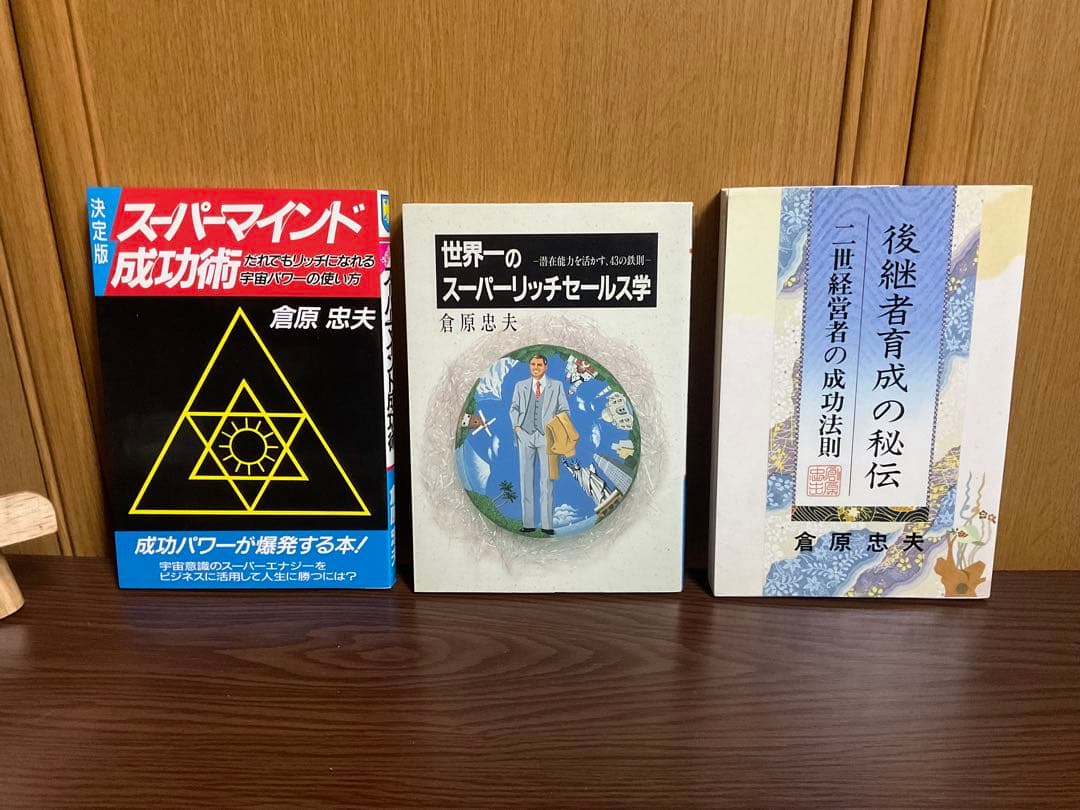 決定版
スーパーマインド
成功術
だれでもリッチになれる
宇宙パワーの使い方
倉原 忠夫
成功パワーが爆発する本!
宇宙意識のスーパーエナジーを
ビジネスに活用して人生に勝つには?
世界一の
−潜在能力を活かす、43の鉄則−
スーパーリッチセールス学
倉原忠夫
後継者育成の秘伝
二世経営者の成功法則
倉原忠夫